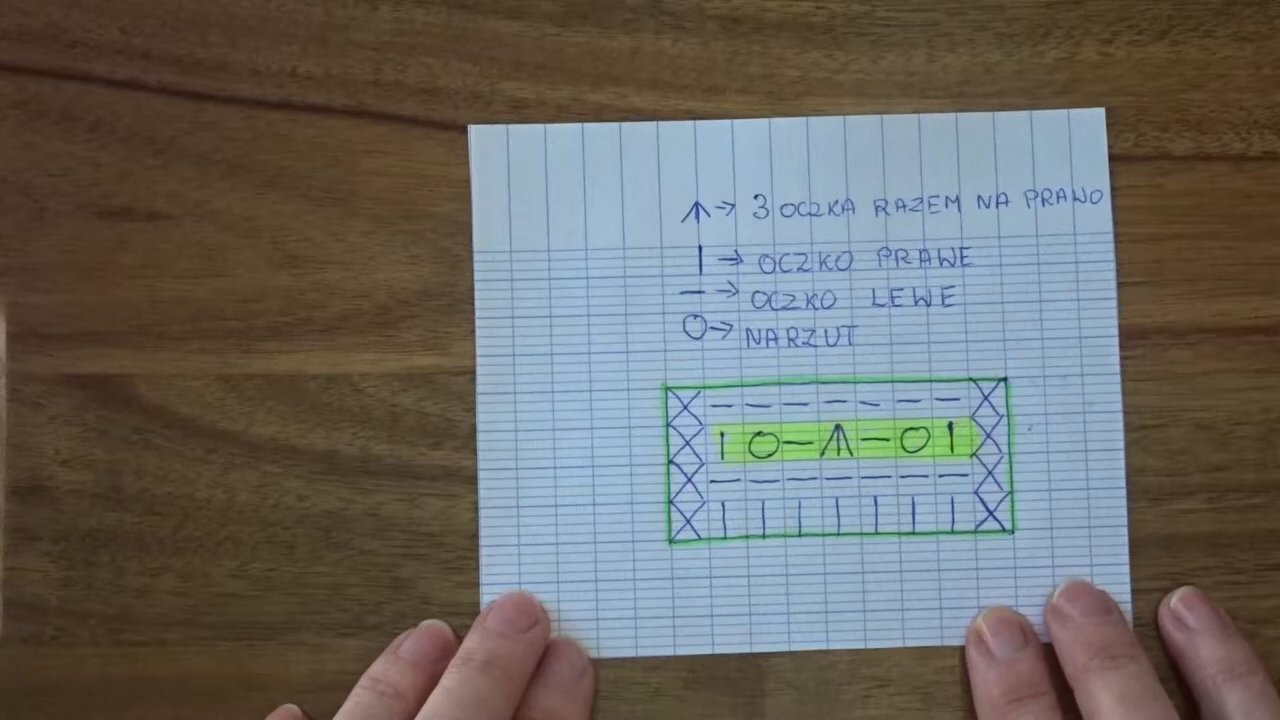 ↑ → 3 OCZKA RAZEM NA PRAWO
| → OCZKO PRAWE
— → OCZKO LEWE
O → NARZUT
X — — — — — — — X
X | O — ⩚ — O | X
X — — — — — — — X
X | | | | | | | X